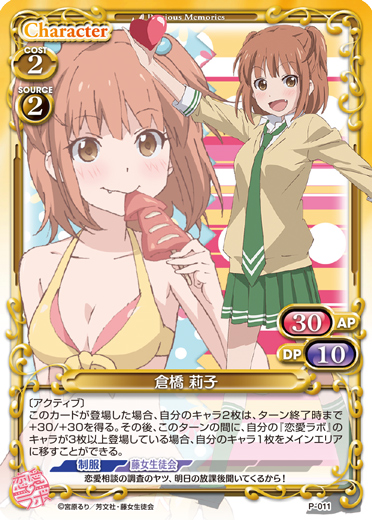 Precious Memories
Character
COST
2
SOURCE
2
30 AP
DP 10
倉橋 莉子
[アクティブ]
このカードが登場した場合、自分のキャラ2枚は、ターン終了時まで
+30/+30を得る。その後、このターンの間に、自分の『恋愛ラボ』の
キャラが3枚以上登場している場合、自分のキャラ1枚をメインエリア
に移すことができる。
制服 藤女生徒会
恋愛相談の調査のヤツ、明日の放課後聞いてくるから!
恋愛ラボ
©宮原るり/芳文社・藤女生徒会
P-011